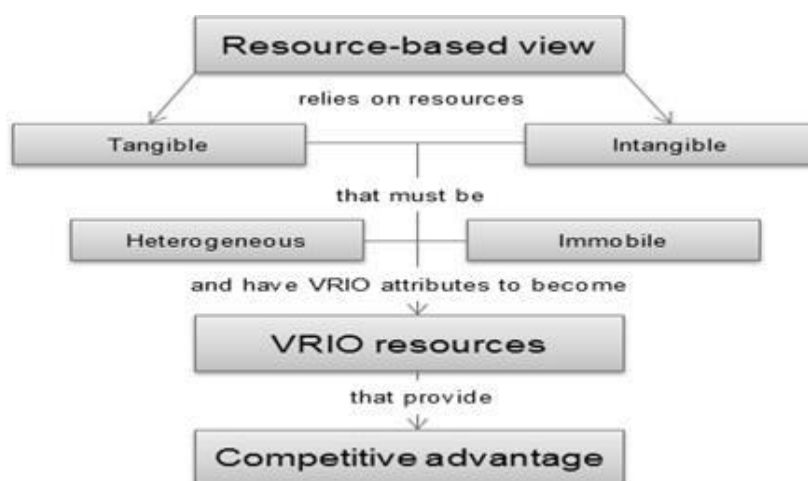 Resource-based view
relies on resources
Tangible
Intangible
that must be
Heterogeneous
Immobile
and have VRIO attributes to become
VRIO resources
that provide
Competitive advantage